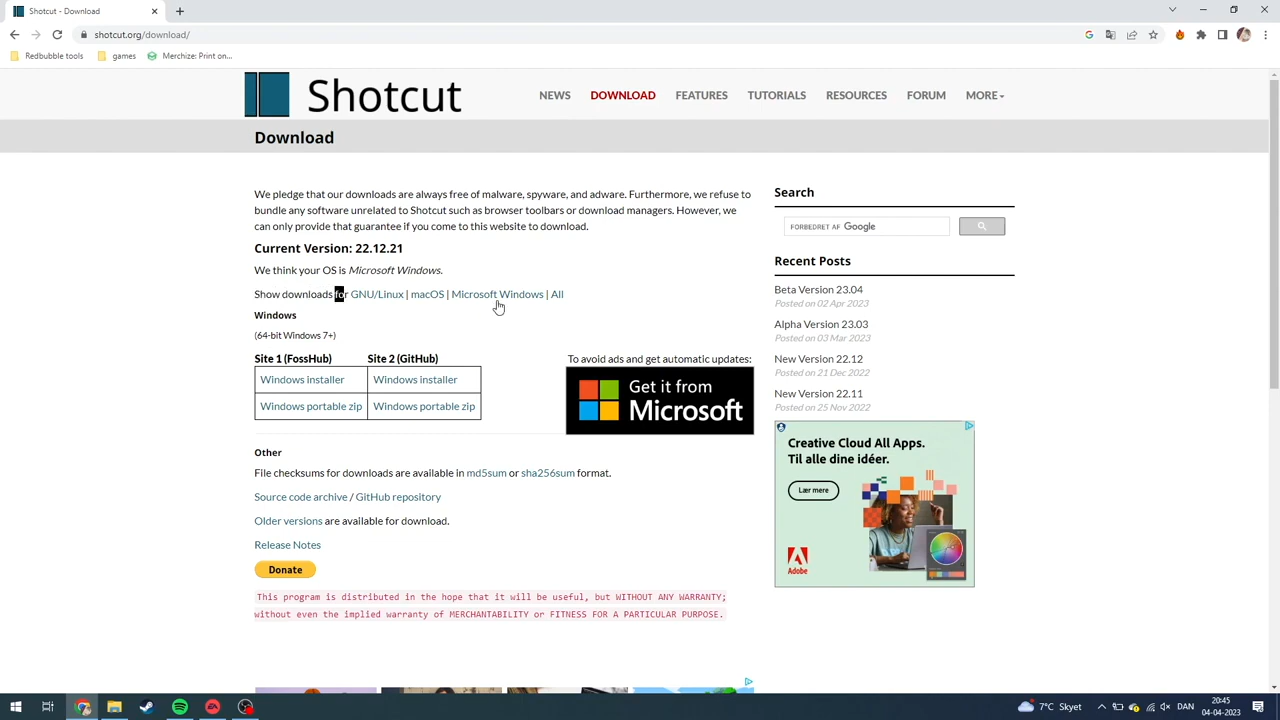 Shotcut - Download
shotcut.org/download/
Redbubble tools
games
Merchize: Print on...
Shotcut
NEWS
DOWNLOAD
FEATURES
TUTORIALS
RESOURCES
FORUM
MORE
Download
We pledge that our downloads are always free of malware, spyware, and adware. Furthermore, we refuse to
bundle any software unrelated to Shotcut such as browser toolbars or download managers. However, we
can only provide that guarantee if you come to this website to download.
Current Version: 22.12.21
We think your OS is Microsoft Windows.
Show downloads for GNU/Linux | macOS | Microsoft Windows | All
Windows
(64-bit Windows 7+)
Site 1 (FossHub) Site 2 (GitHub)
Windows installer Windows installer
Windows portable zip Windows portable zip
To avoid ads and get automatic updates:
Get it from
Microsoft
Other
File checksums for downloads are available in md5sum or sha256sum format.
Source code archive / GitHub repository
Older versions are available for download.
Release Notes
Donate
This program is distributed in the hope that it will be useful, but WITHOUT ANY WARRANTY;
without even the implied warranty of MERCHANTABILITY or FITNESS FOR A PARTICULAR PURPOSE.
Search
FORBEDRET AF Google
Recent Posts
Beta Version 23.04
Posted on 02 Apr 2023
Alpha Version 23.03
Posted on 03 Mar 2023
New Version 22.12
Posted on 21 Dec 2022
New Version 22.11
Posted on 25 Nov 2022
Creative Cloud All Apps.
Til alle dine idéer.
Lær mere
Adobe
7°C Skyet
DAN
20:45
04-04-2023